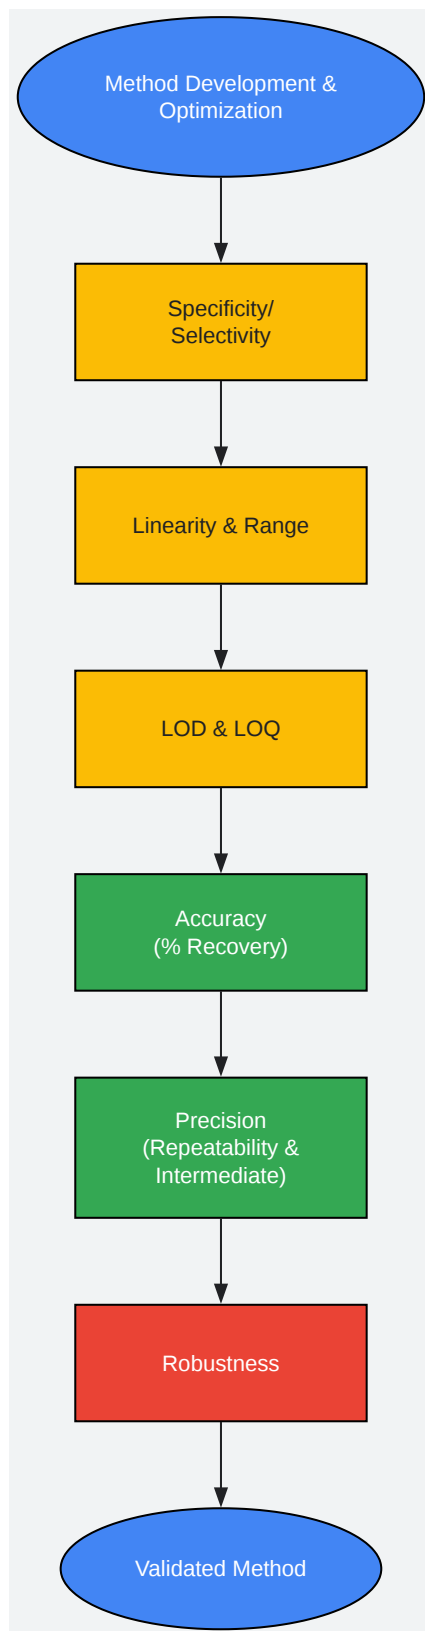 Method Development &
Optimization
Specificity/
Selectivity
Linearity & Range
LOD & LOQ
Accuracy
(% Recovery)
Precision
(Repeatability &
Intermediate)
Robustness
Validated Method